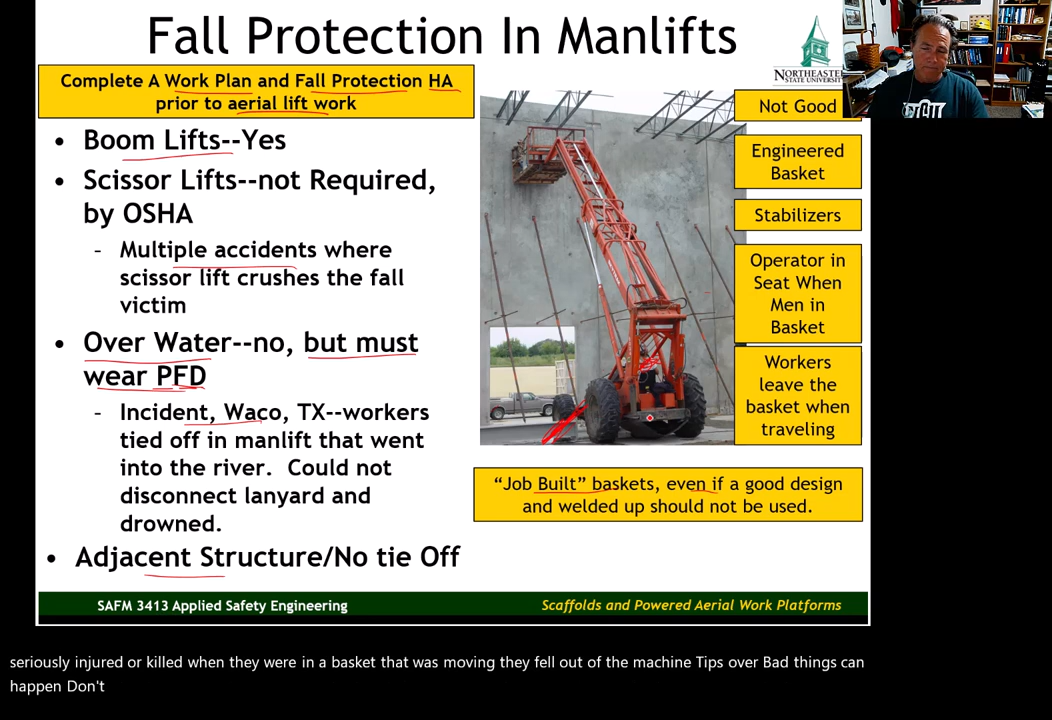 Fall Protection In Manlifts
NORTHEASTE
STATE UNIVERSIT
Complete A Work Plan and Fall Protection HA
prior to aerial lift work
• Boom Lifts--Yes
• Scissor Lifts--not Required,
by OSHA
- Multiple accidents where
scissor lift crushes the fall
victim
• Over Water--no, but must
wear PFD
- Incident, Waco, TX--workers
tied off in manlift that went
into the river. Could not
disconnect lanyard and
drowned.
• Adjacent Structure/No tie Off
Not Good
Engineered
Basket
Stabilizers
Operator in
Seat When
Men in
Basket
Workers
leave the
basket when
traveling
“Job Built” baskets, even if a good design
and welded up should not be used.
SAFM 3413 Applied Safety Engineering
Scaffolds and Powered Aerial Work Platforms
seriously injured or killed when they were in a basket that was moving they fell out of the machine Tips over Bad things can
happen Don't